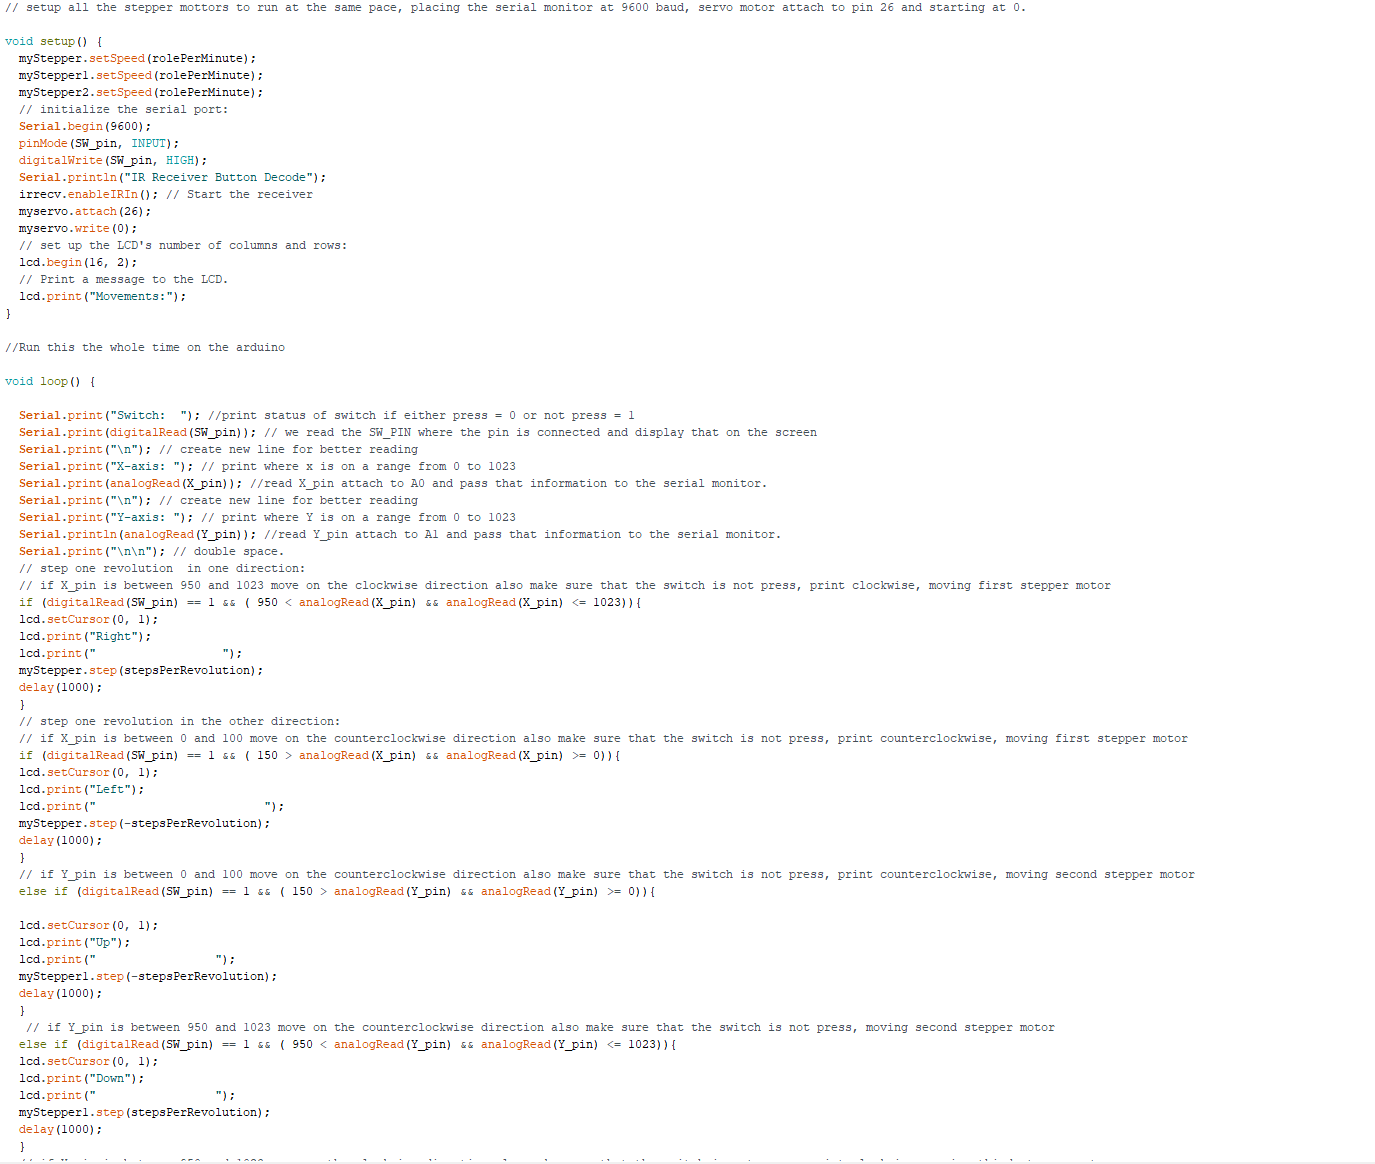 // setup all the stepper mottors to run at the same pace, placing the serial monitor at 9600 baud, servo motor attach to pin 26 and starting at 0.
void setup() {
myStepper.setSpeed(rolePerMinute);
myStepper1.setSpeed(rolePerMinute);
myStepper2.setSpeed(rolePerMinute);
// initialize the serial port:
Serial.begin(9600);
pinMode(SW_pin, INPUT);
digitalWrite(SW_pin, HIGH);
Serial.println("IR Receiver Button Decode");
irrecv.enableIRIn(); // Start the receiver
myservo.attach(26);
myservo.write(0);
// set up the LCD's number of columns and rows:
lcd.begin(16, 2);
// Print a message to the LCD.
lcd.print("Movements:");
}
//Run this the whole time on the arduino
void loop() {
Serial.print("Switch:  "); //print status of switch if either press = 0 or not press = 1
Serial.print(digitalRead(SW_pin)); // we read the SW_PIN where the pin is connected and display that on the screen
Serial.print("\n"); // create new line for better reading
Serial.print("X-axis: "); // print where x is on a range from 0 to 1023
Serial.print(analogRead(X_pin)); //read X_pin attach to A0 and pass that information to the serial monitor.
Serial.print("\n"); // create new line for better reading
Serial.print("Y-axis: "); // print where Y is on a range from 0 to 1023
Serial.println(analogRead(Y_pin)); //read Y_pin attach to A1 and pass that information to the serial monitor.
Serial.print("\n\n"); // double space.
// step one revolution  in one direction:
// if X_pin is between 950 and 1023 move on the clockwise direction also make sure that the switch is not press, print clockwise, moving first stepper motor
if (digitalRead(SW_pin) == 1 && ( 950 < analogRead(X_pin) && analogRead(X_pin) <= 1023)){
lcd.setCursor(0, 1);
lcd.print("Right");
lcd.print("                  ");
myStepper.step(stepsPerRevolution);
delay(1000);
}
// step one revolution in the other direction:
// if X_pin is between 0 and 100 move on the counterclockwise direction also make sure that the switch is not press, print counterclockwise, moving first stepper motor
if (digitalRead(SW_pin) == 1 && ( 150 > analogRead(X_pin) && analogRead(X_pin) >= 0)){
lcd.setCursor(0, 1);
lcd.print("Left");
lcd.print("                        ");
myStepper.step(-stepsPerRevolution);
delay(1000);
}
// if Y_pin is between 0 and 100 move on the counterclockwise direction also make sure that the switch is not press, print counterclockwise, moving second stepper motor
else if (digitalRead(SW_pin) == 1 && ( 150 > analogRead(Y_pin) && analogRead(Y_pin) >= 0)){
lcd.setCursor(0, 1);
lcd.print("Up");
lcd.print("                 ");
myStepper1.step(-stepsPerRevolution);
delay(1000);
}
// if Y_pin is between 950 and 1023 move on the counterclockwise direction also make sure that the switch is not press, moving second stepper motor
else if (digitalRead(SW_pin) == 1 && ( 950 < analogRead(Y_pin) && analogRead(Y_pin) <= 1023)){
lcd.setCursor(0, 1);
lcd.print("Down");
lcd.print("                 ");
myStepper1.step(stepsPerRevolution);
delay(1000);
}